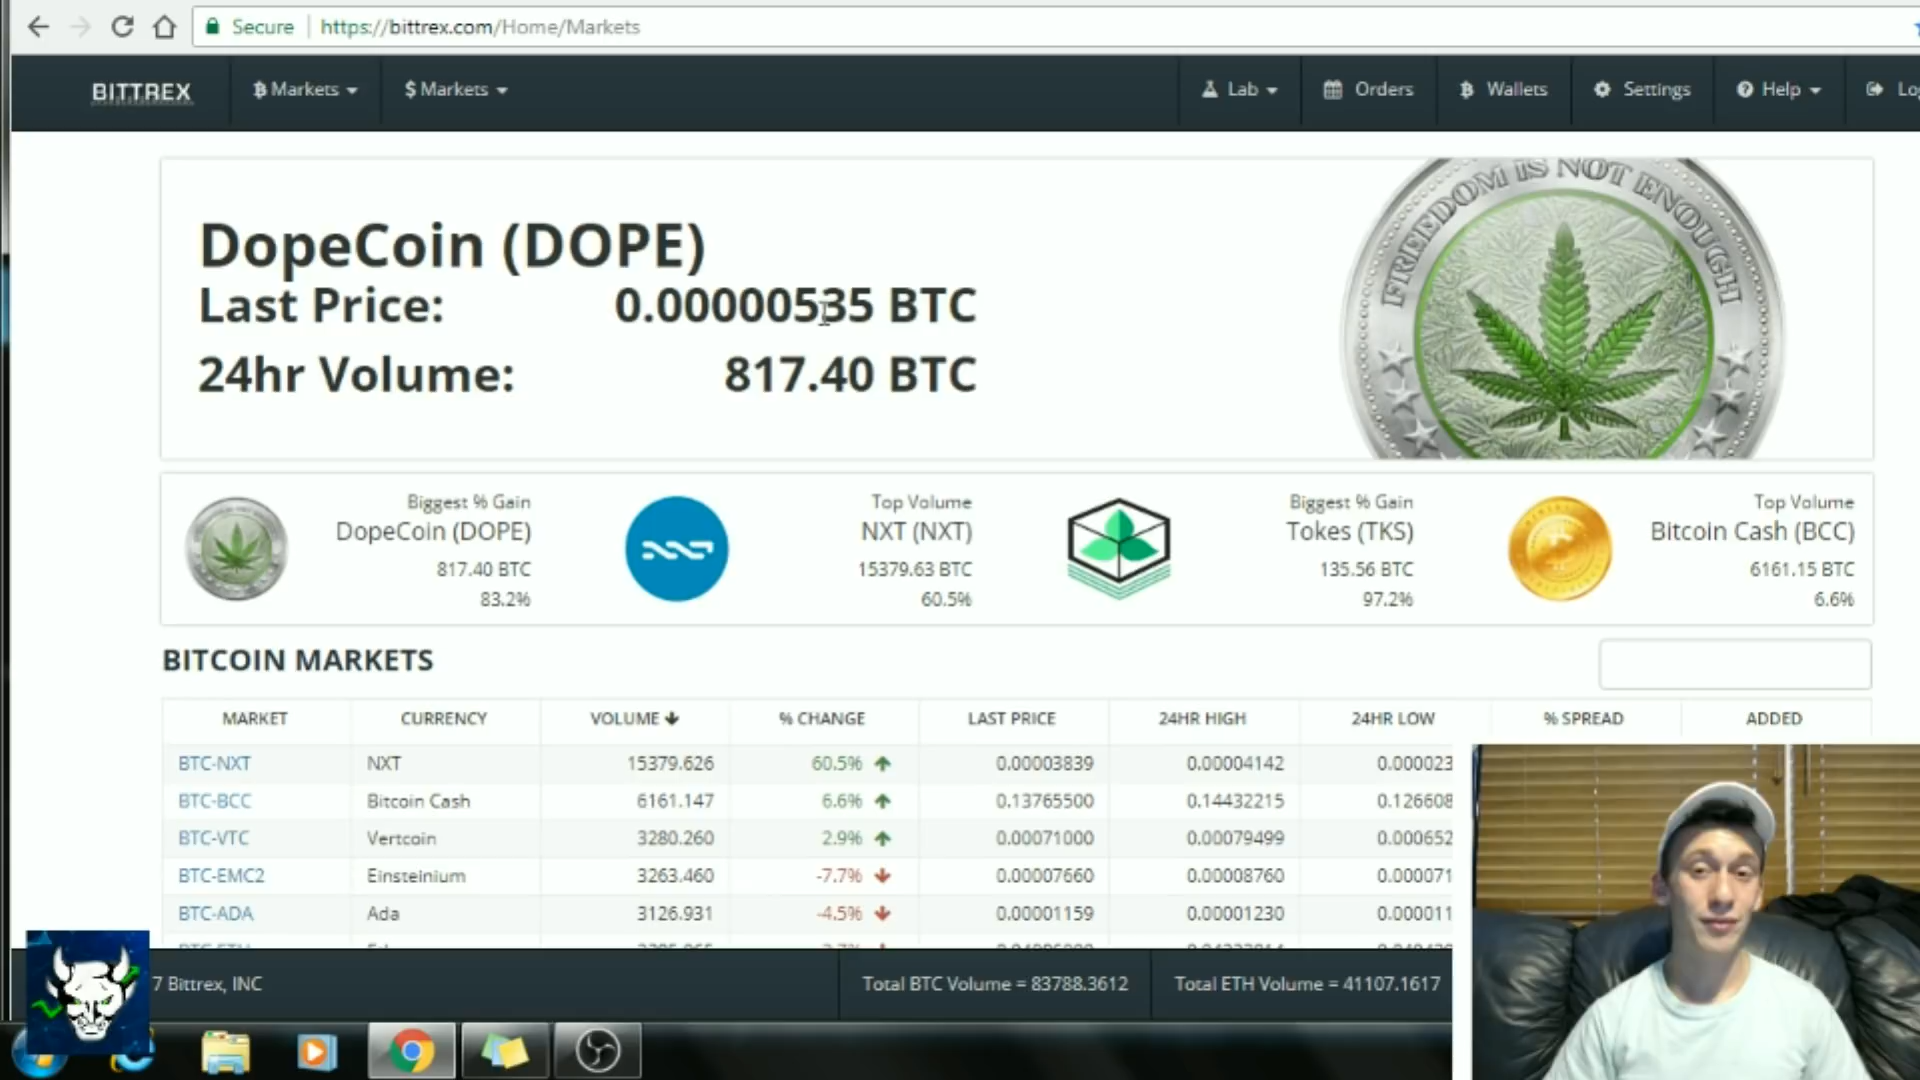 Secure https://bittrex.com/Home/Markets
BITTREX Markets $ Markets Lab Orders Wallets Settings Help
FREEDOM IS NOT ENOUGH
DopeCoin (DOPE)
Last Price: 0.00000535 BTC
24hr Volume: 817.40 BTC
Biggest % Gain
DopeCoin (DOPE)
817.40 BTC
83.2%
Top Volume
NXT (NXT)
15379.63 BTC
60.5%
Biggest % Gain
Tokes (TKS)
135.56 BTC
97.2%
Top Volume
Bitcoin Cash (BCC)
6161.15 BTC
6.6%
BITCOIN MARKETS
MARKET CURRENCY VOLUME % CHANGE LAST PRICE 24HR HIGH 24HR LOW % SPREAD ADDED
BTC-NXT NXT 15379.626 60.5% 0.00003839 0.00004142 0.000023
BTC-BCC Bitcoin Cash 6161.147 6.6% 0.13765500 0.14432215 0.126608
BTC-VTC Vertcoin 3280.260 2.9% 0.00071000 0.00079499 0.000652
BTC-EMC2 Einsteinium 3263.460 -7.7% 0.00007660 0.00008760 0.000071
BTC-ADA Ada 3126.931 -4.5% 0.00001159 0.00001230 0.000011
7 Bittrex, INC Total BTC Volume = 83788.3612 Total ETH Volume = 41107.1617